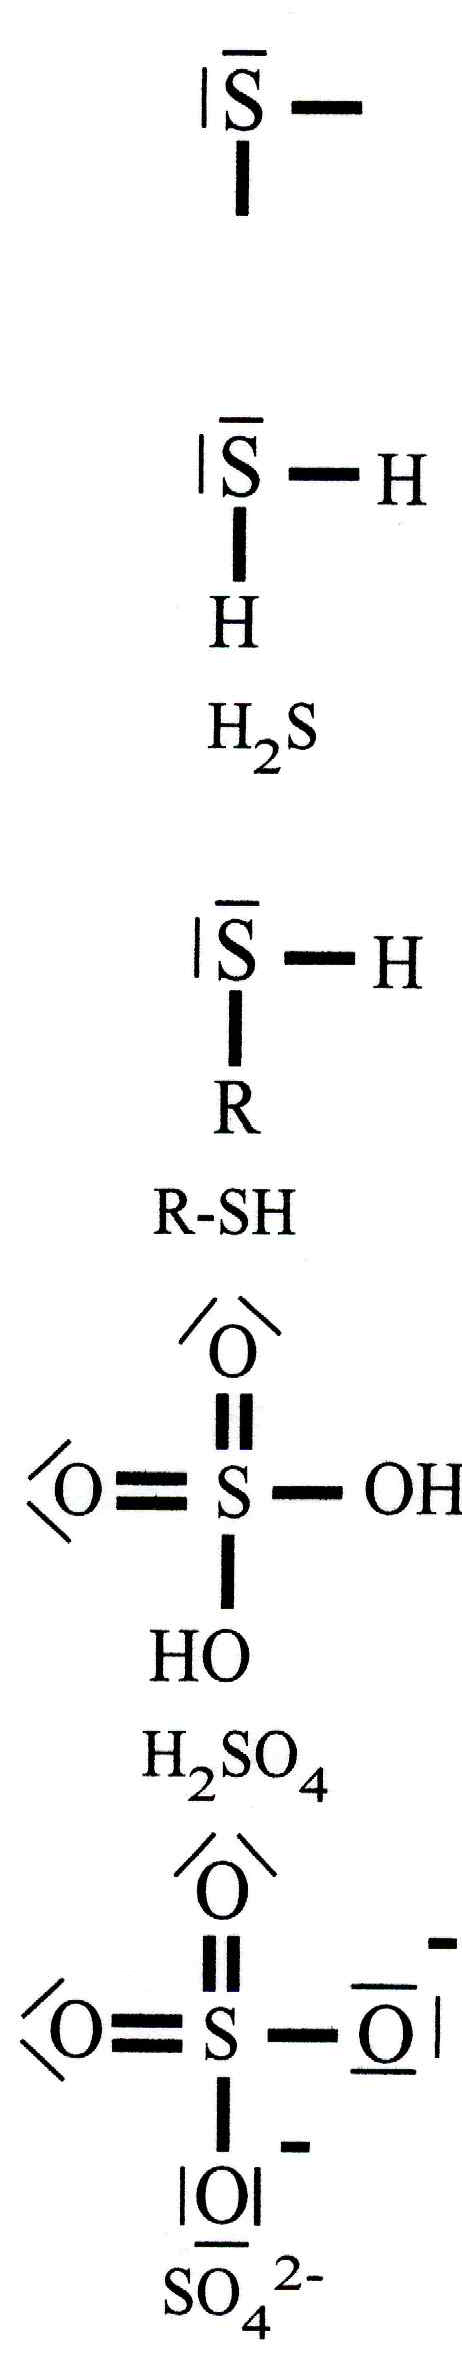 S
S H
H
H₂S
S H
R
R-SH
O
O S OH
HO
H₂SO₄
O
O S O -
O -
SO₄²⁻